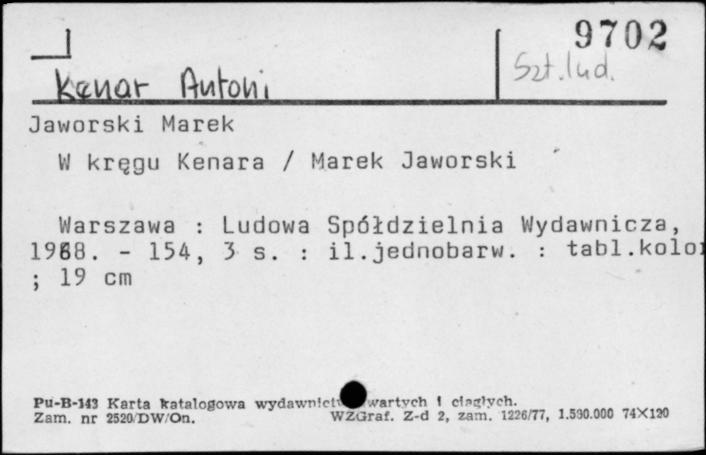 9702
Szt.lud.
Kenar Antoni
Jaworski Marek
W kręgu Kenara / Marek Jaworski
Warszawa : Ludowa Spółdzielnia Wydawnicza,
1968. - 154, 3 s. : il.jednobarw. : tabl.kolor
; 19 cm
Pu-B-143 Karta katalogowa wydawnictw zwartych i ciągłych.
Zam. nr 2520/DW/On. WZGraf. Z-d 2, zam. 1226/77, 1.590.000 74X120